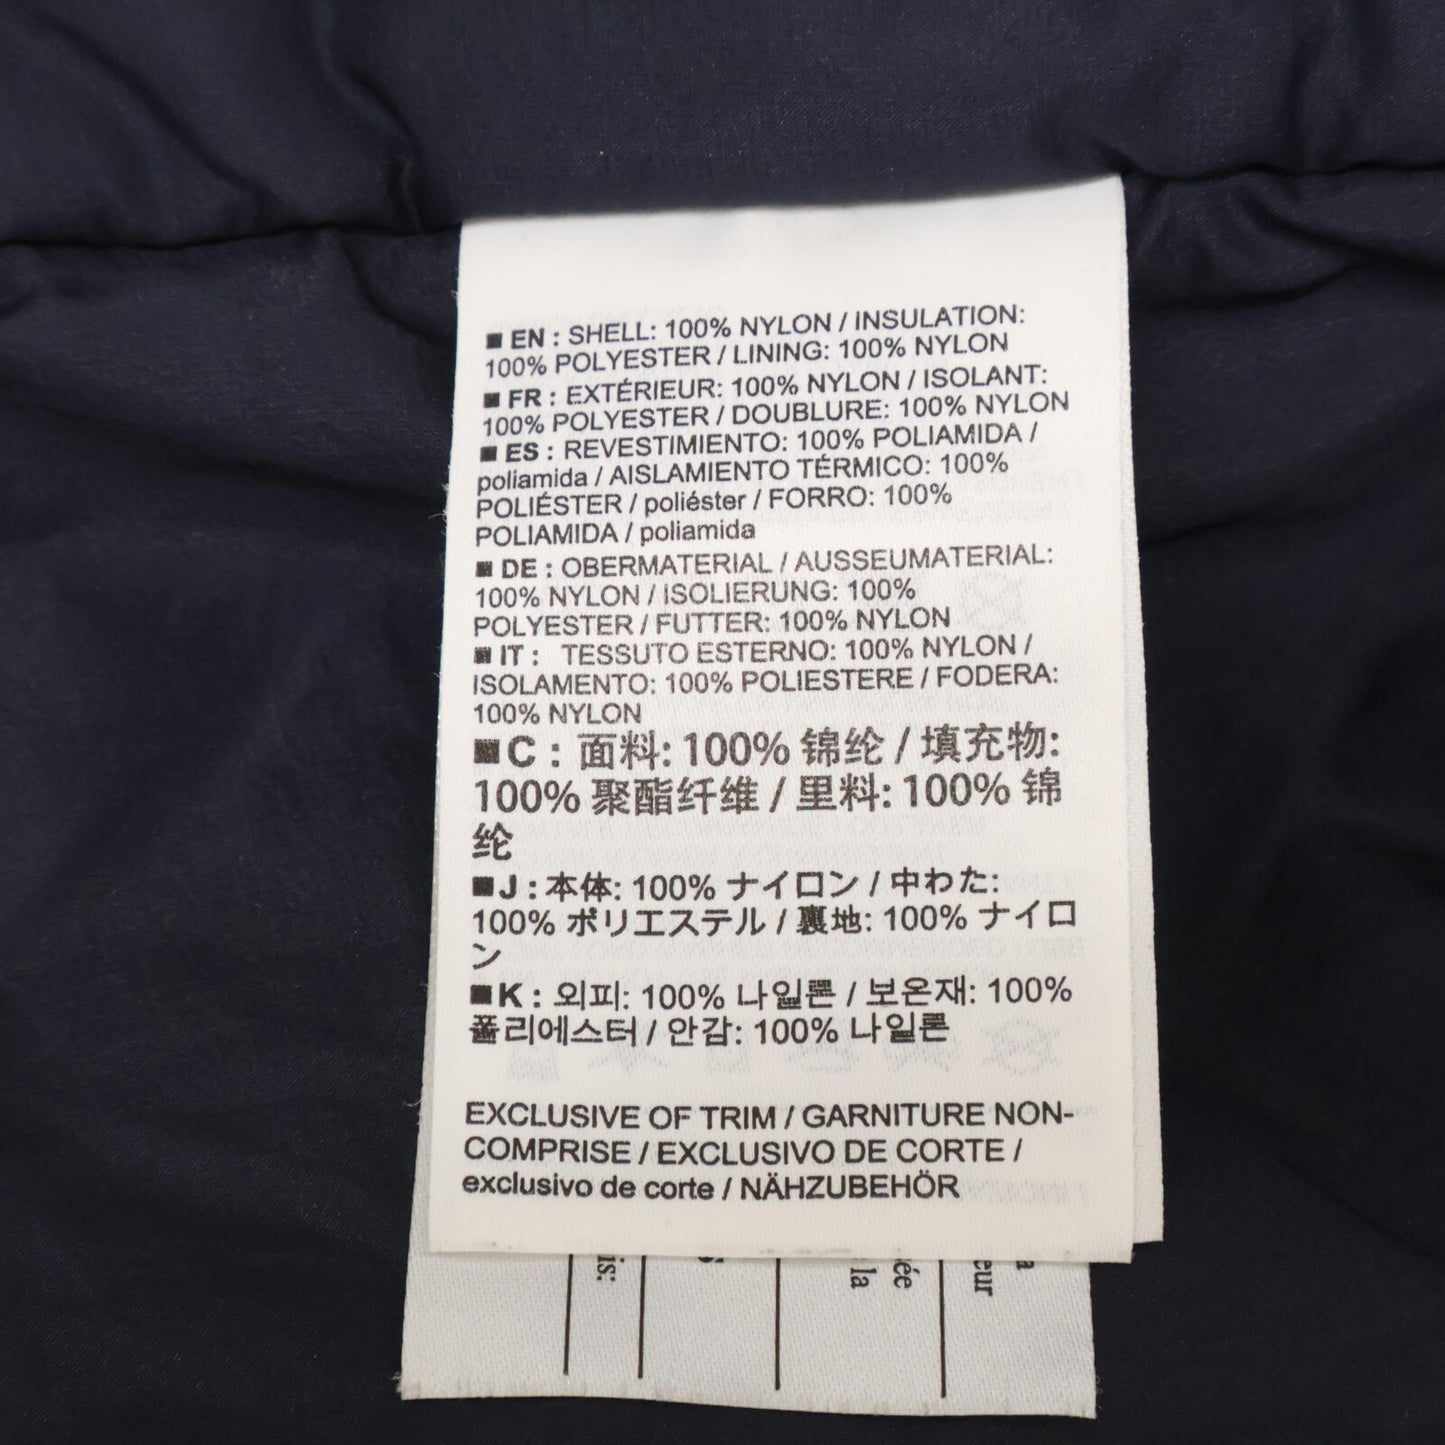 ■ EN : SHELL: 100% NYLON / INSULATION:
100% POLYESTER / LINING: 100% NYLON
■ FR : EXTÉRIEUR: 100% NYLON / ISOLANT:
100% POLYESTER / DOUBLURE: 100% NYLON
■ ES : REVESTIMIENTO: 100% POLIAMIDA /
poliamida / AISLAMIENTO TÉRMICO: 100%
POLIÉSTER / poliéster / FORRO: 100%
POLIAMIDA / poliamida
■ DE : OBERMATERIAL / AUSSEUMATERIAL:
100% NYLON / ISOLIERUNG: 100%
POLYESTER / FUTTER: 100% NYLON
■ IT : TESSUTO ESTERNO: 100% NYLON /
ISOLAMENTO: 100% POLIESTERE / FODERA:
100% NYLON
■ C : 面料: 100% 锦纶 / 填充物:
100% 聚酯纤维 / 里料: 100% 锦
纶
■ J : 本体: 100% ナイロン / 中わた:
100% ポリエステル / 裏地: 100% ナイロ
ン
■ K : 외피: 100% 나일론 / 보온재: 100%
폴리에스터 / 안감: 100% 나일론
EXCLUSIVE OF TRIM / GARNITURE NON-
COMPRISE / EXCLUSIVO DE CORTE /
exclusivo de corte / NÄHZUBEHÖR
is:
la
ée
eur